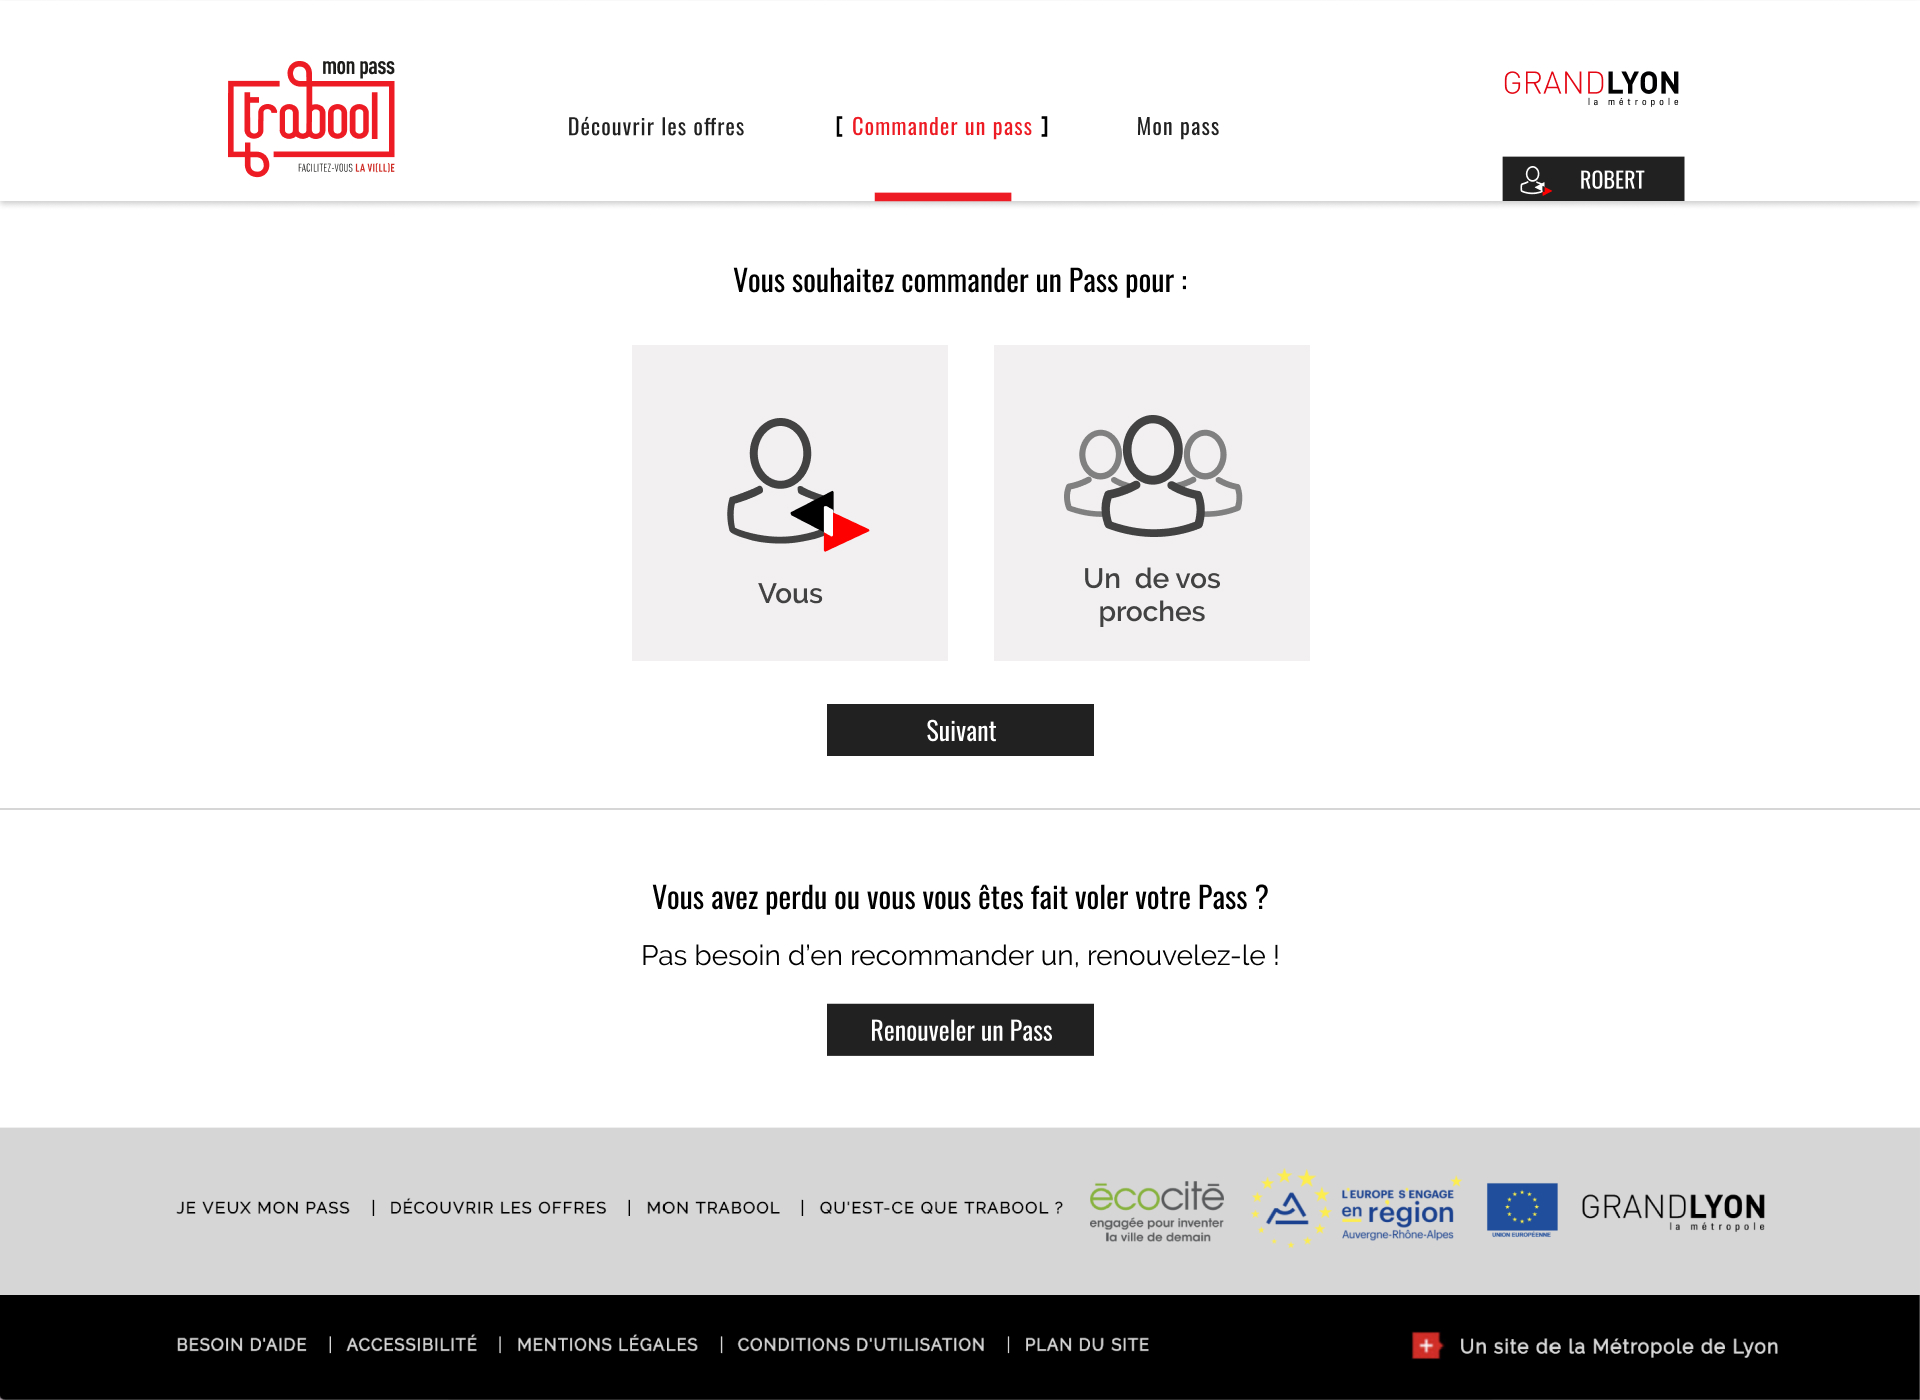 mon pass
trabool
FACILITEZ-VOUS LA VI(LL)E
Découvrir les offres
[ Commander un pass ]
Mon pass
GRANDLYON
la métropole
ROBERT
Vous souhaitez commander un Pass pour :
Vous
Un  de vos
proches
Suivant
Vous avez perdu ou vous vous êtes fait voler votre Pass ?
Pas besoin d’en recommander un, renouvelez-le !
Renouveler un Pass
JE VEUX MON PASS | DÉCOUVRIR LES OFFRES | MON TRABOOL | QU'EST-CE QUE TRABOOL ?
écocité
engagée pour inventer
la ville de demain
L'EUROPE S'ENGAGE
en région
Auvergne-Rhône-Alpes
UNION EUROPÉENNE
GRANDLYON
la métropole
BESOIN D'AIDE | ACCESSIBILITÉ | MENTIONS LÉGALES | CONDITIONS D'UTILISATION | PLAN DU SITE
Un site de la Métropole de Lyon